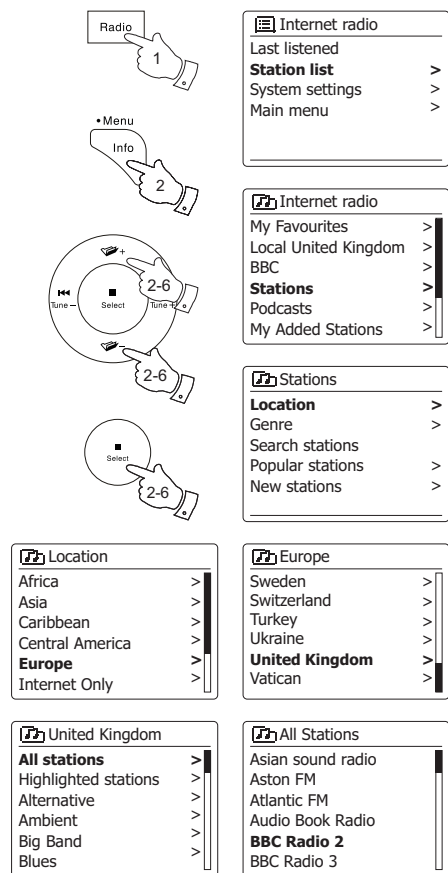 Radio
1
•Menu
Info
2
+
2-6
Tune −
Select
Tune +
−
2-6
Select
2-6
Internet radio
Last listened
Station list >
System settings >
Main menu >
Internet radio
My Favourites >
Local United Kingdom >
BBC >
Stations >
Podcasts >
My Added Stations >
Stations
Location >
Genre >
Search stations
Popular stations >
New stations >
Location
Africa >
Asia >
Caribbean >
Central America >
Europe >
Internet Only >
Europe
Sweden >
Switzerland >
Turkey >
Ukraine >
United Kingdom >
Vatican >
United Kingdom
All stations >
Highlighted stations >
Alternative >
Ambient >
Big Band >
Blues >
All Stations
Asian sound radio
Aston FM
Atlantic FM
Audio Book Radio
BBC Radio 2
BBC Radio 3